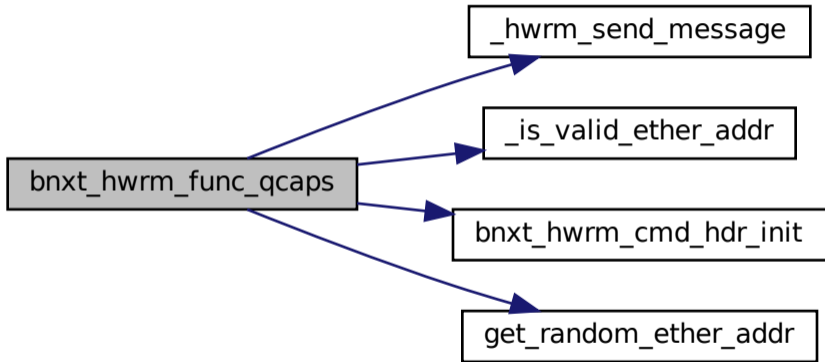 _hwrm_send_message
_is_valid_ether_addr
bnxt_hwrm_func_qcaps
bnxt_hwrm_cmd_hdr_init
get_random_ether_addr